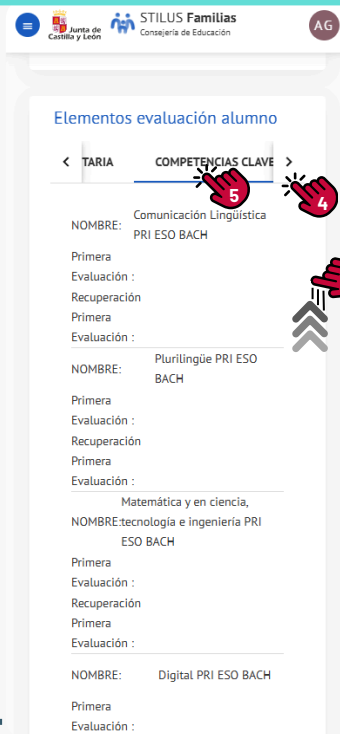 Junta de
Castilla y León
STILUS Familias
Consejería de Educación
AG
Elementos evaluación alumno
TARIA
COMPETENCIAS CLAVE
5
4
NOMBRE:
Comunicación Lingüística
PRI ESO BACH
Primera
Evaluación :
Recuperación
Primera
Evaluación :
NOMBRE:
Plurilingüe PRI ESO
BACH
Primera
Evaluación :
Recuperación
Primera
Evaluación :
Matemática y en ciencia,
NOMBRE:tecnología e ingeniería PRI
ESO BACH
Primera
Evaluación :
Recuperación
Primera
Evaluación :
NOMBRE: Digital PRI ESO BACH
Primera
Evaluación :